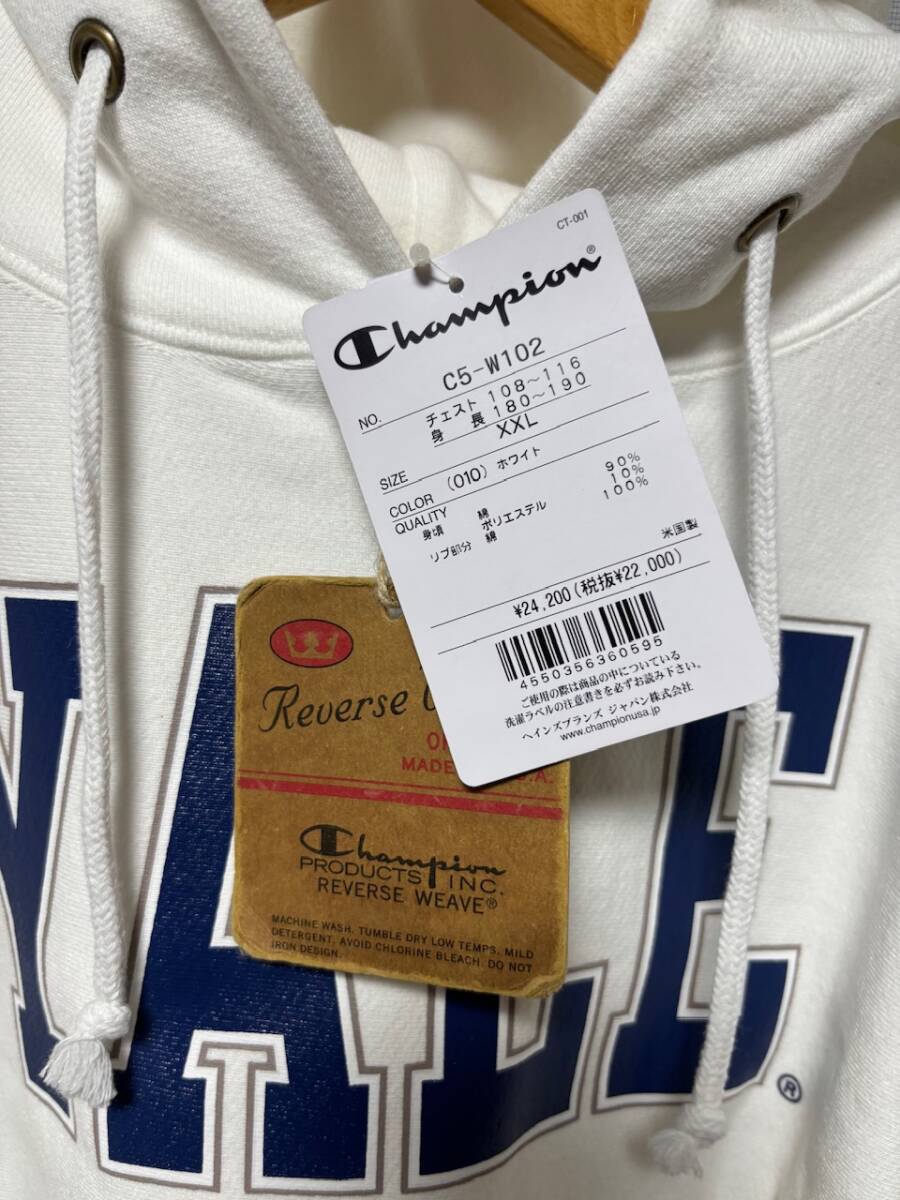 CT-001
Champion®
NO. C5-W102
チェスト 108～116
身 長 180～190
SIZE XXL
COLOR (010) ホワイト
QUALITY
身頃 綿 90%
ポリエステル 10%
リブ部分 綿 100%
米国製
¥24,200(税抜¥22,000)
4550356360595
ご使用の際は商品の中についている
洗濯ラベルの注意書きを必ずお読み下さい。
ヘインズブランズ ジャパン株式会社
www.championusa.jp
Reverse
MADE
Champion
PRODUCTS INC.
REVERSE WEAVE®
MACHINE WASH. TUMBLE DRY LOW TEMPS. MILD
DETERGENT. AVOID CHLORINE BLEACH. DO NOT
IRON DESIGN.
YALE®